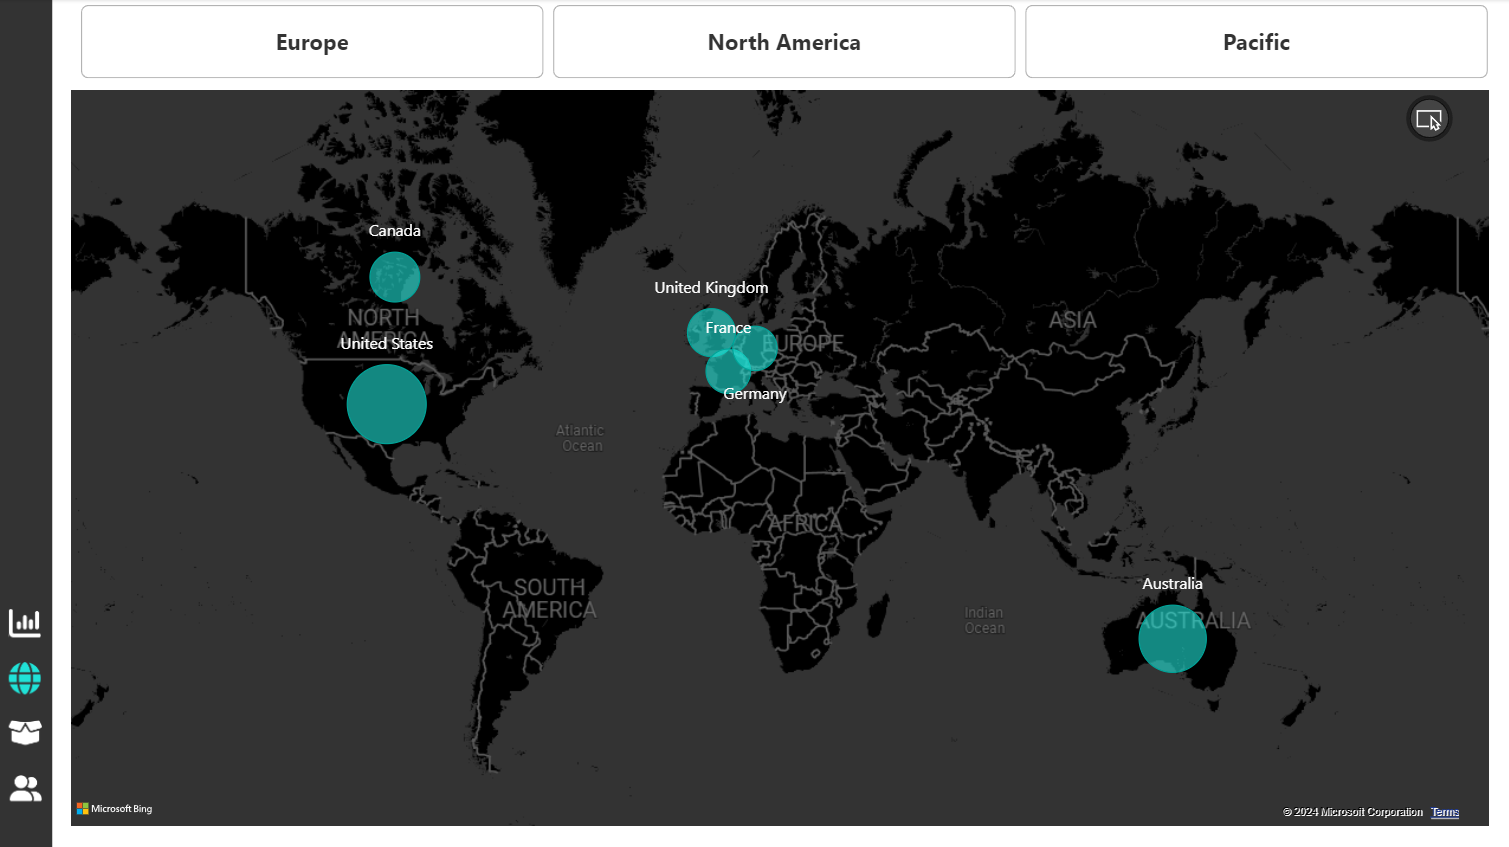 Europe
North America
Pacific
Canada
United Kingdom
NORTH
AMERICA
France
ASIA
EUROPE
United States
Germany
Atlantic
Ocean
AFRICA
Australia
SOUTH
AMERICA
Indian
Ocean
AUSTRALIA
Microsoft Bing
© 2024 Microsoft Corporation Terms